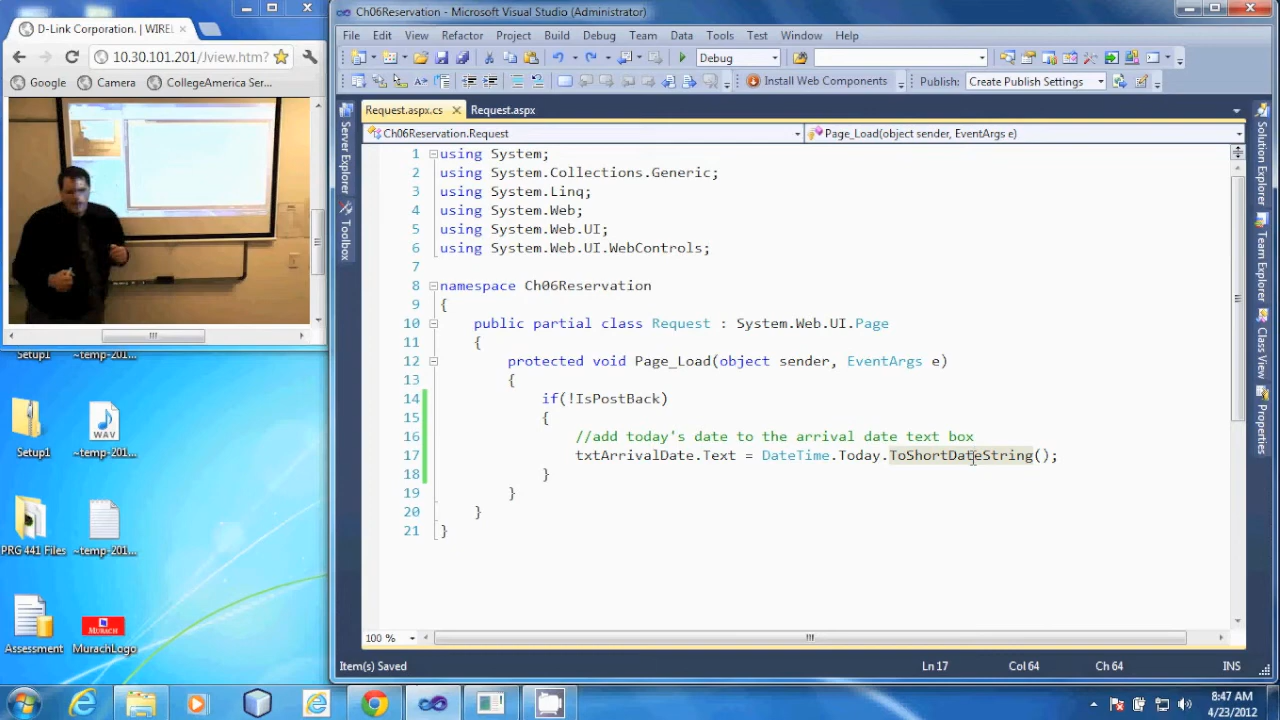 D-Link Corporation. | WIREL
10.30.101.201/Jview.htm?
Google Camera CollegeAmerica Ser...
Setup1 ~temp-201...
Setup1 WAV
PRG 441 Files ~temp-201...
MURACH
Assessment MurachLogo
Ch06Reservation - Microsoft Visual Studio (Administrator)
File Edit View Refactor Project Build Debug Team Data Tools Test Window Help
Debug
Install Web Components Publish: Create Publish Settings
Request.aspx.cs Request.aspx
Ch06Reservation.Request Page_Load(object sender, EventArgs e)
Server Explorer
Toolbox
1 using System;
2 using System.Collections.Generic;
3 using System.Linq;
4 using System.Web;
5 using System.Web.UI;
6 using System.Web.UI.WebControls;
7
8 namespace Ch06Reservation
9 {
10 public partial class Request : System.Web.UI.Page
11 {
12 protected void Page_Load(object sender, EventArgs e)
13 {
14 if(!IsPostBack)
15 {
16 //add today's date to the arrival date text box
17 txtArrivalDate.Text = DateTime.Today.ToShortDateString();
18 }
19 }
20 }
21 }
Solution Explorer
Team Explorer
Class View
Properties
100 %
Item(s) Saved Ln 17 Col 64 Ch 64 INS
8:47 AM
4/23/2012